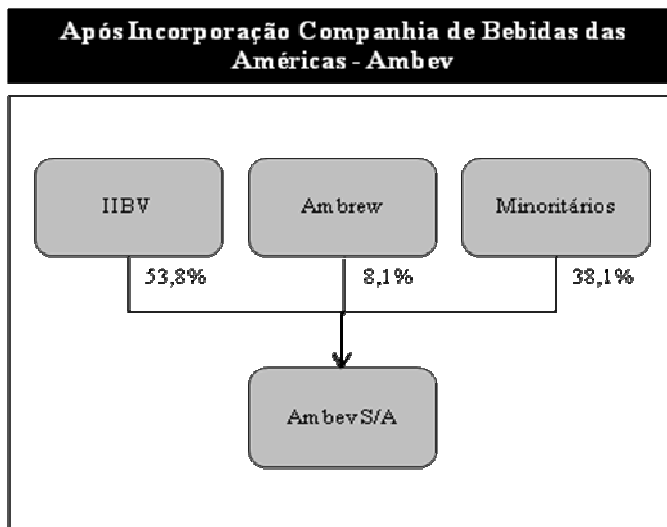 Após Incorporação Companhia de Bebidas das
Américas - Ambev
IIBV
Ambrew
Minoritários
53,8%
8,1%
38,1%
Ambev S/A